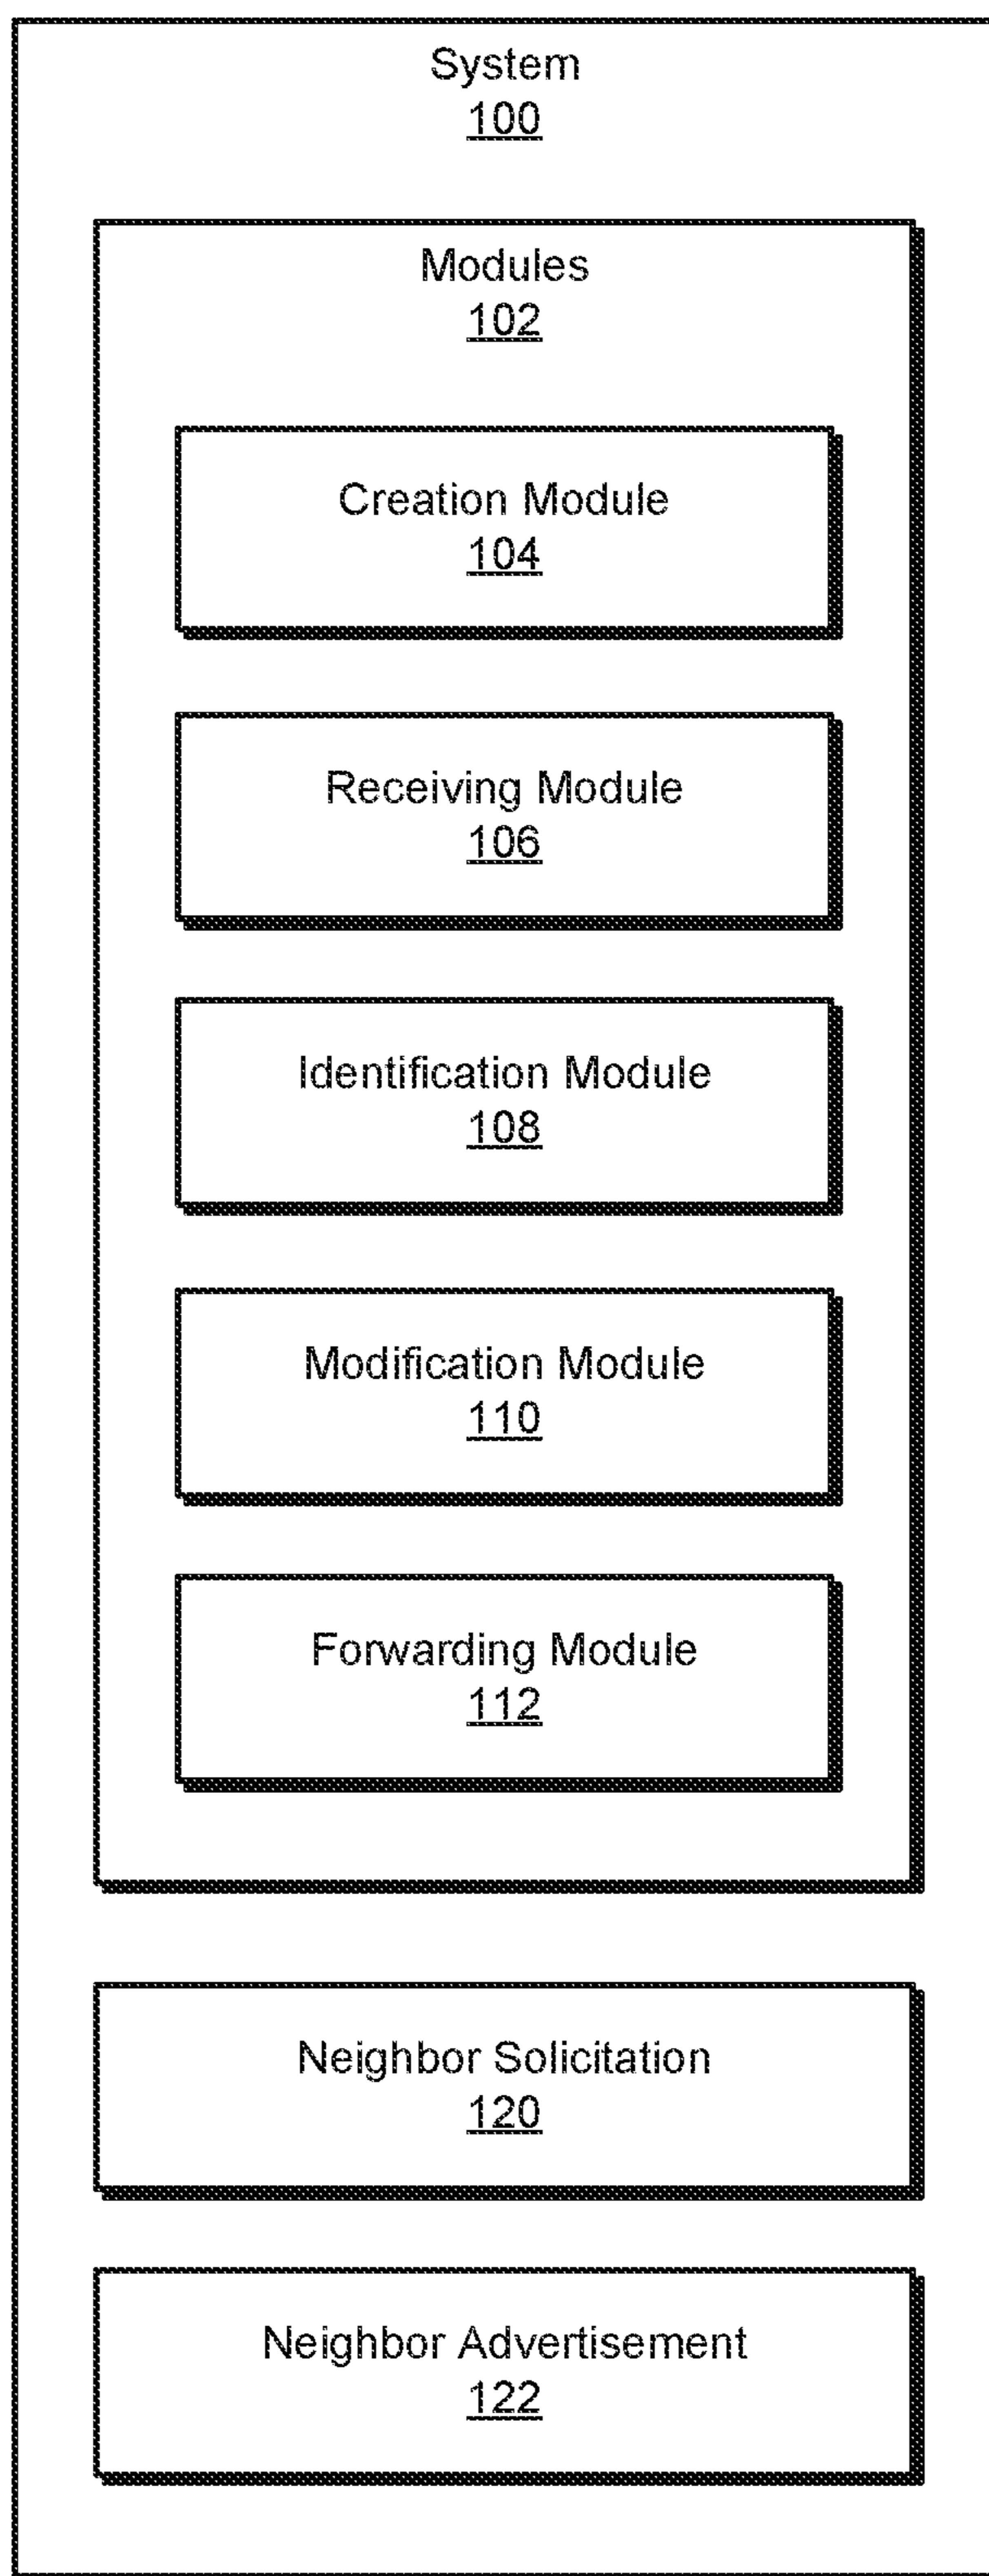 System
100
Modules
102
Creation Module
104
Receiving Module
106
Identification Module
108
Modification Module
110
Forwarding Module
112
Neighbor Solicitation
120
Neighbor Advertisement
122